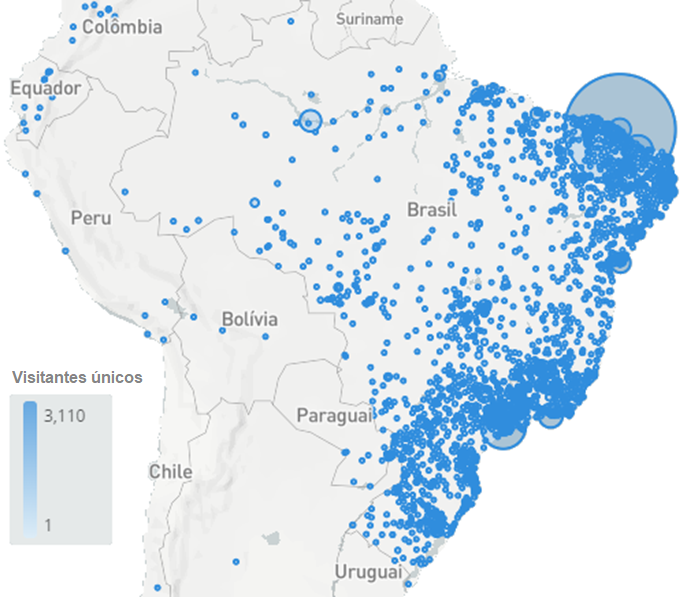 Suriname
Colômbia
Equador
Brasil
Peru
Bolívia
Visitantes únicos
3,110
Paraguai
Chile
1
Uruguai